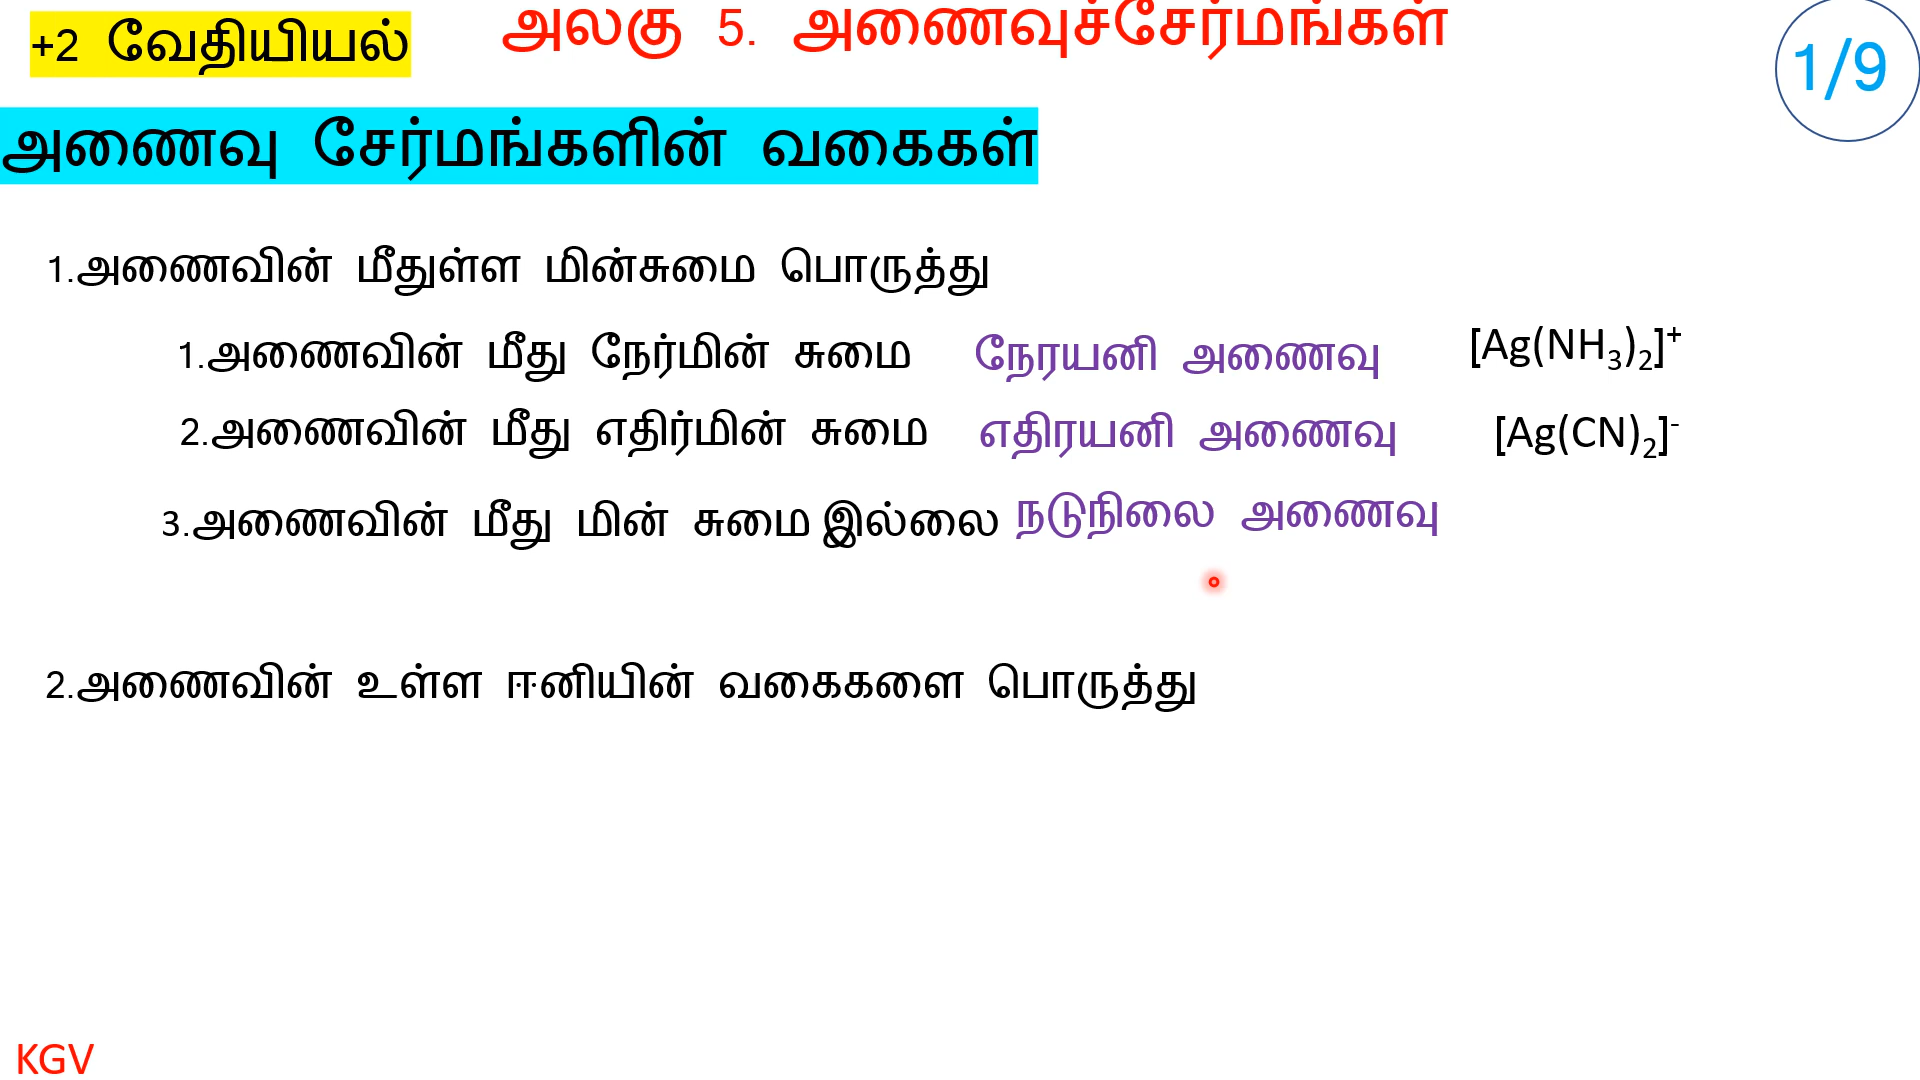 +2 வேதியியல்
அலகு 5. அணைவுச்சேர்மங்கள்
1/9
அணைவு சேர்மங்களின் வகைகள்
1.அணைவின் மீதுள்ள மின்சுமை பொருத்து
1.அணைவின் மீது நேர்மின் சுமை நேரயனி அணைவு [Ag(NH₃)₂]⁺
2.அணைவின் மீது எதிர்மின் சுமை எதிரயனி அணைவு [Ag(CN)₂]⁻
3.அணைவின் மீது மின் சுமை இல்லை நடுநிலை அணைவு
2.அணைவின் உள்ள ஈனியின் வகைகளை பொருத்து
KGV